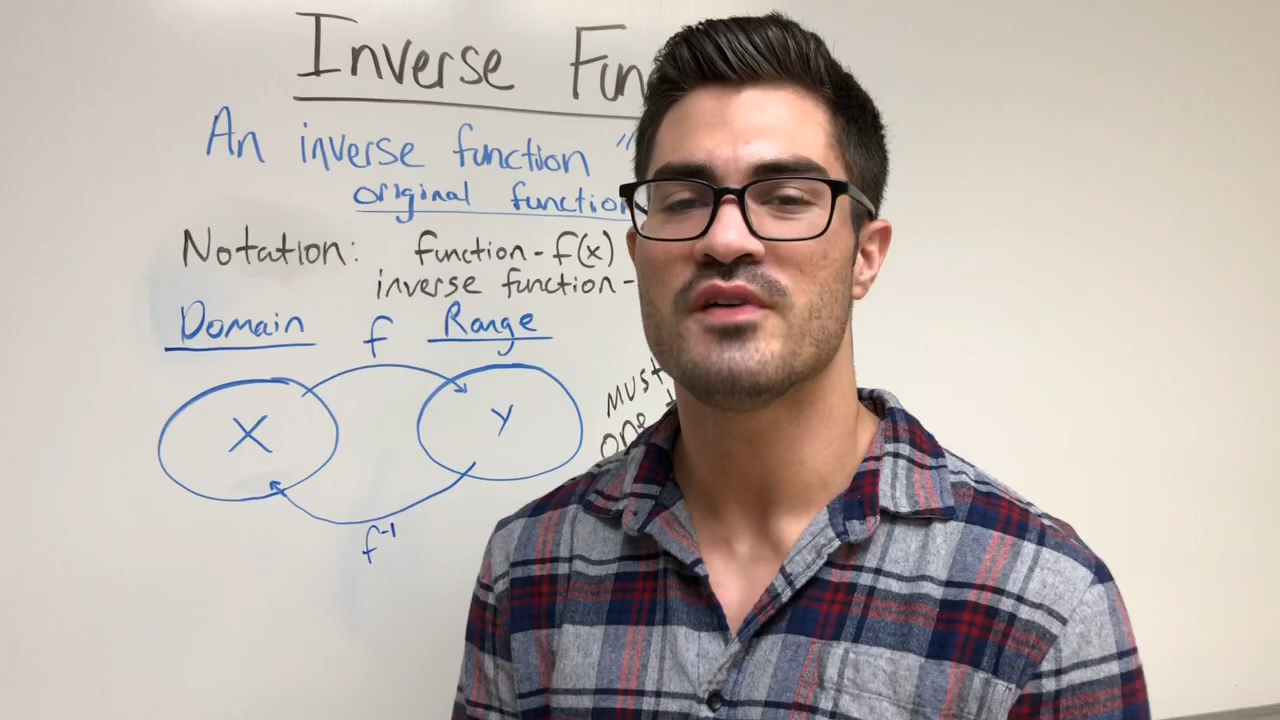 Inverse Fun
An inverse function "
original function
Notation: function - f(x)
inverse function -
Domain f Range
X Y
must
one
f⁻¹